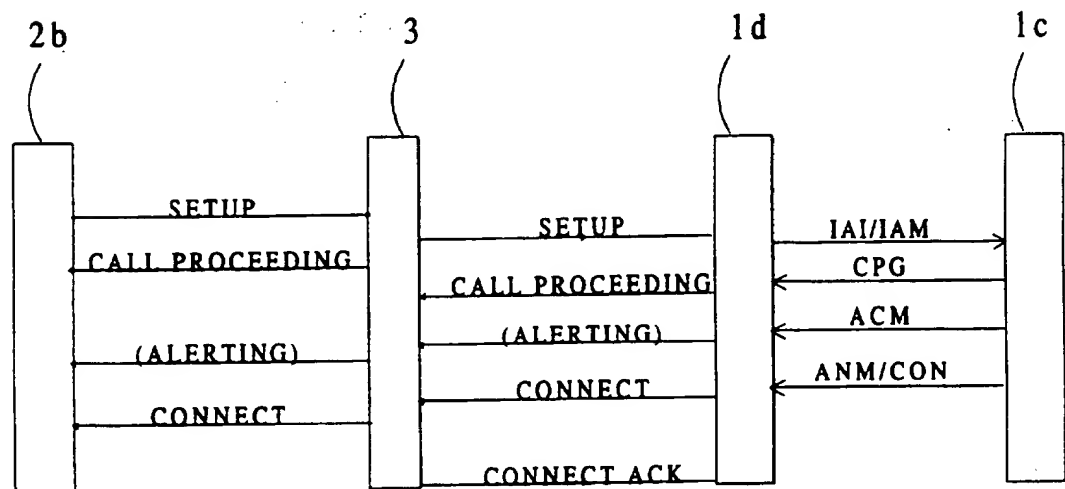 2b 3 1d 1c
SETUP
SETUP
IAI/IAM
CALL PROCEEDING
CPG
CALL PROCEEDING
ACM
(ALERTING)
(ALERTING)
ANM/CON
CONNECT
CONNECT
CONNECT ACK